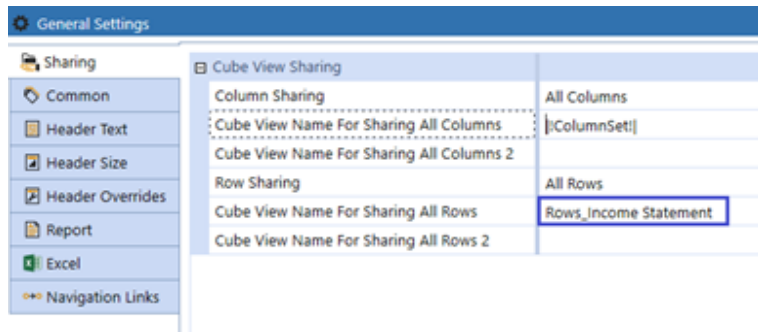 General Settings
Sharing
Common
Header Text
Header Size
Header Overrides
Report
Excel
Navigation Links
Cube View Sharing
Column Sharing All Columns
Cube View Name For Sharing All Columns |!ColumnSet!|
Cube View Name For Sharing All Columns 2
Row Sharing All Rows
Cube View Name For Sharing All Rows Rows_Income Statement
Cube View Name For Sharing All Rows 2